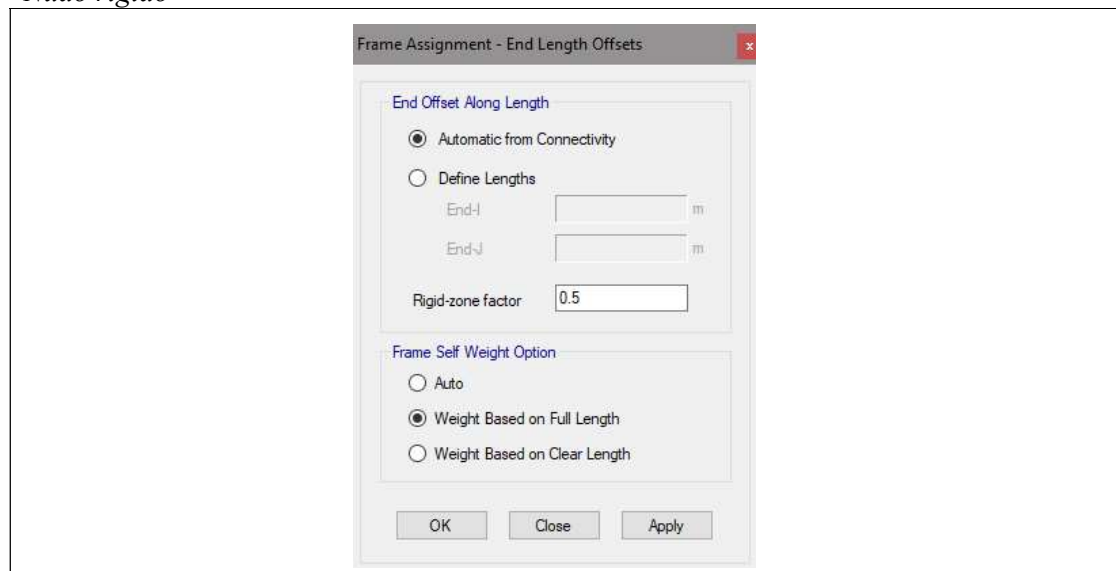 Nudo rígido
Frame Assignment - End Length Offsets
x
End Offset Along Length
Automatic from Connectivity
Define Lengths
End-I
m
End-J
m
Rigid-zone factor
0.5
Frame Self Weight Option
Auto
Weight Based on Full Length
Weight Based on Clear Length
OK
Close
Apply